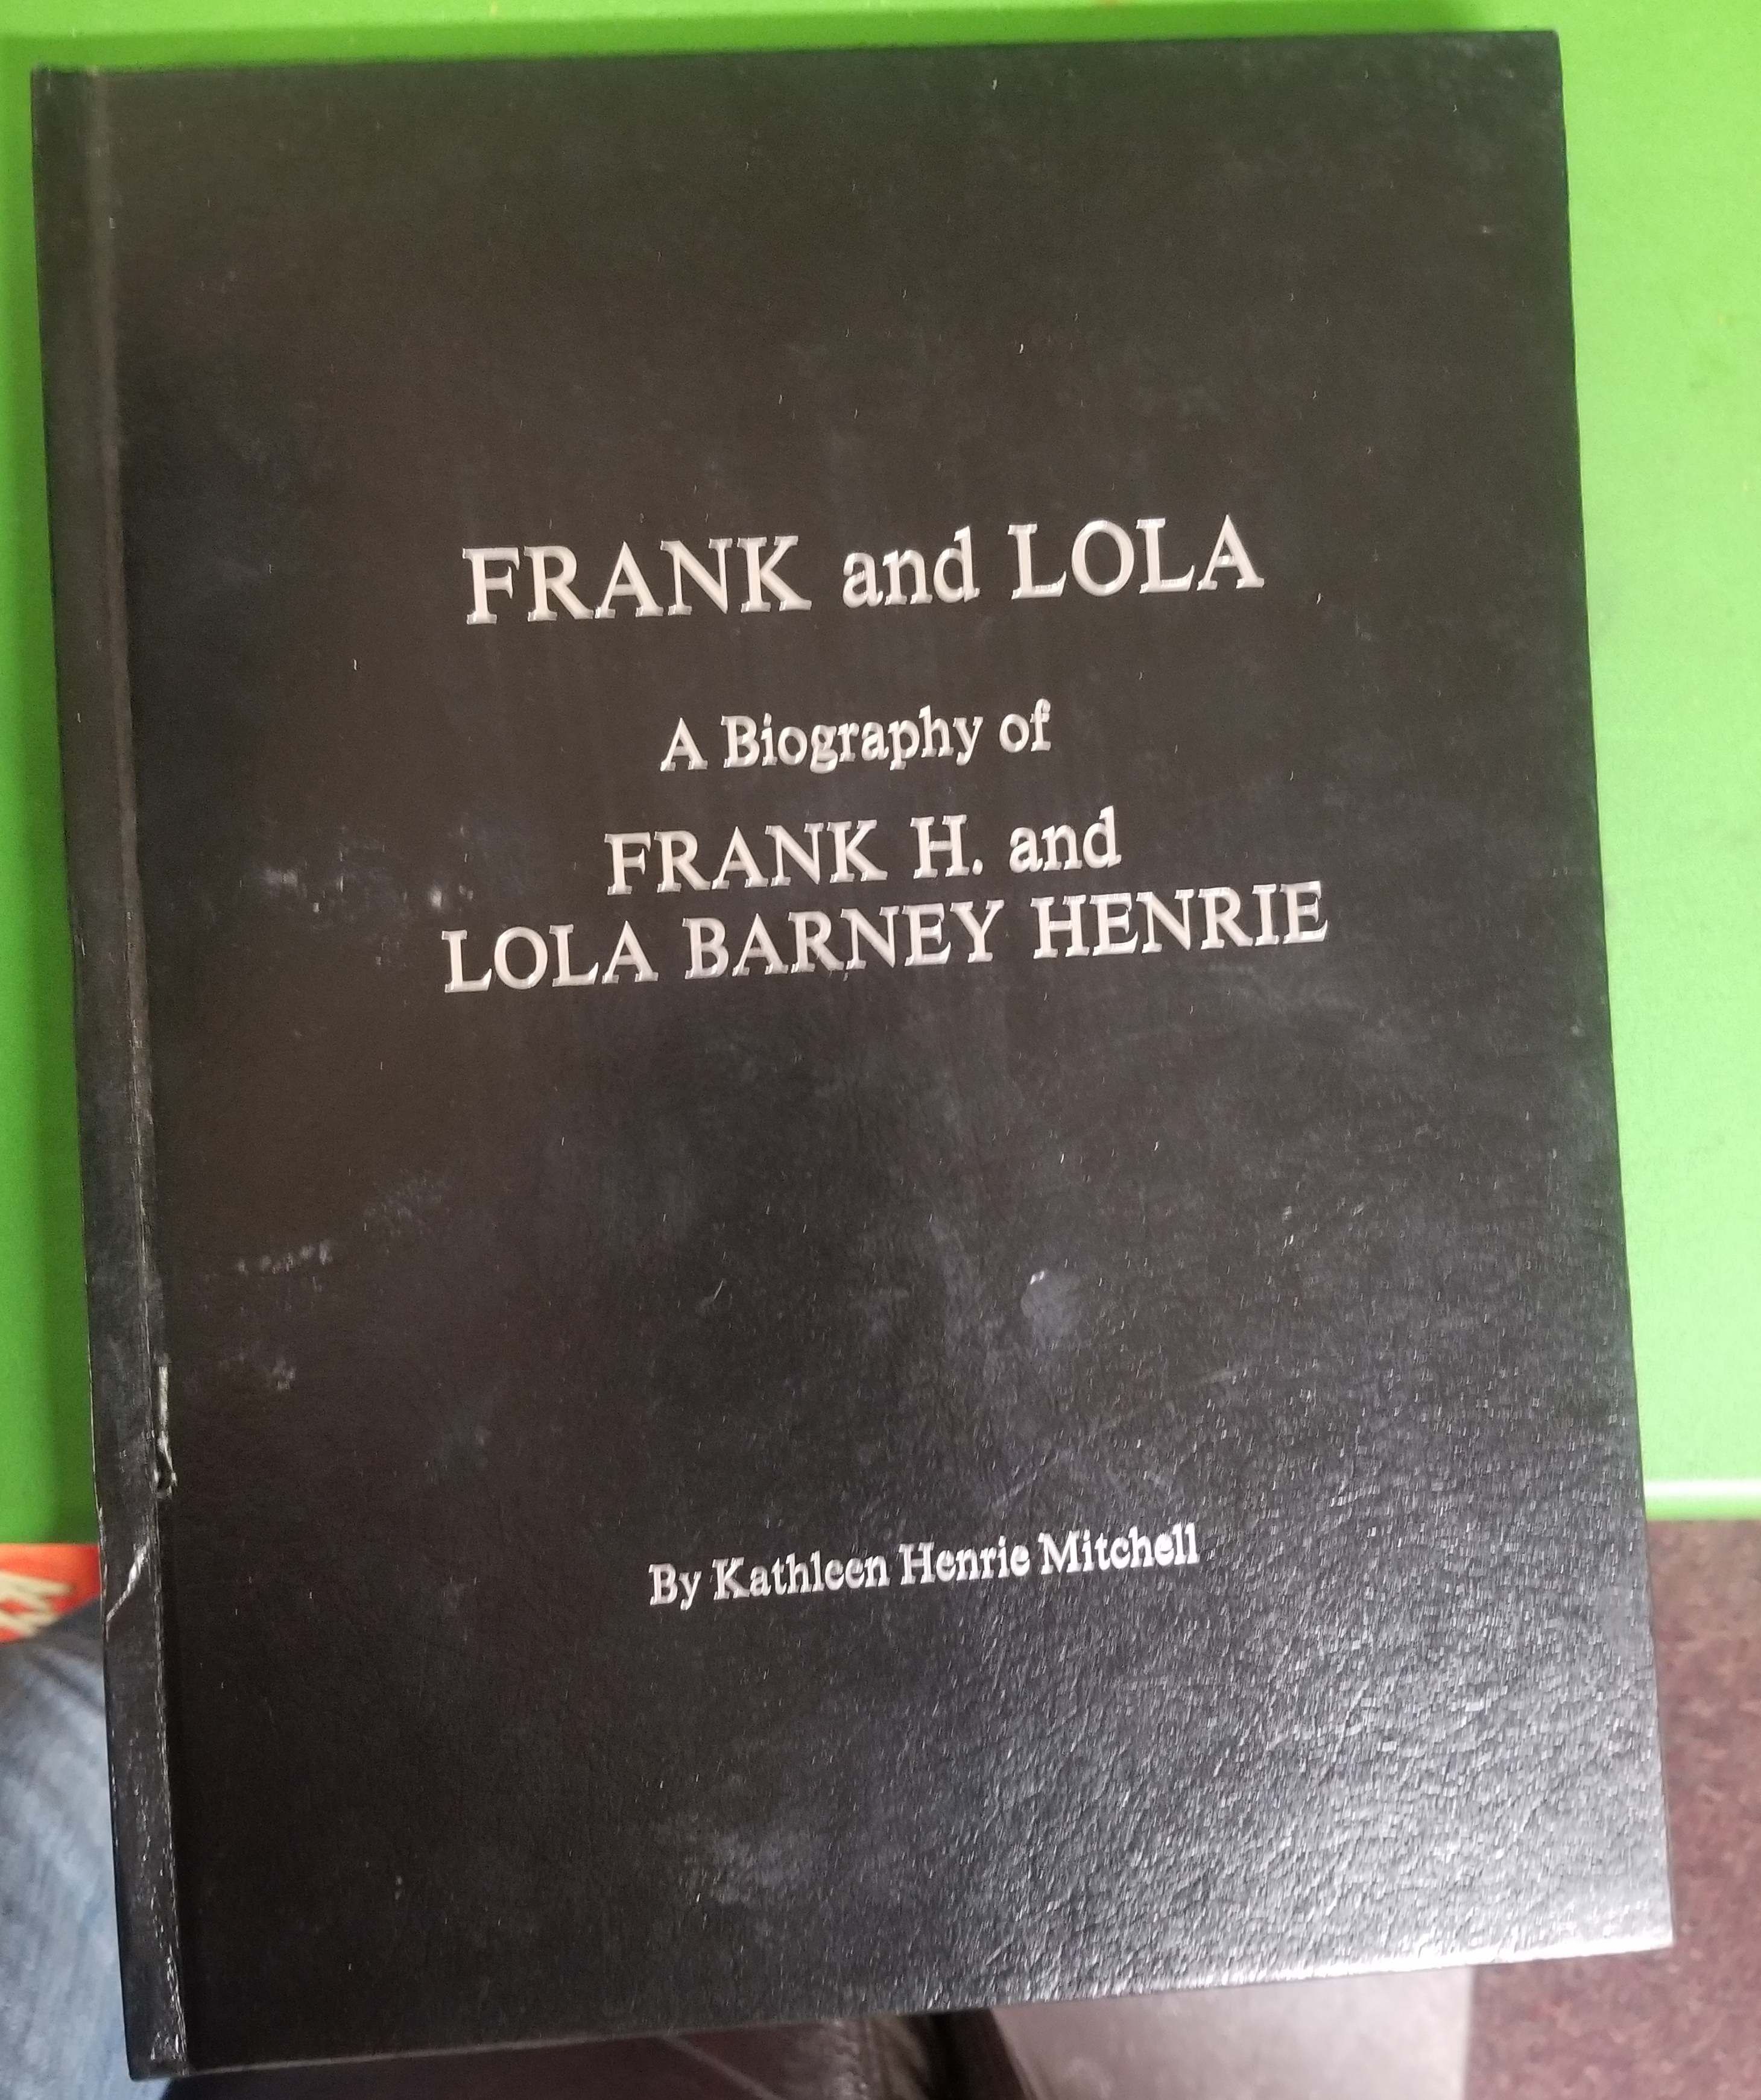 FRANK and LOLA
A Biography of
FRANK H. and
LOLA BARNEY HENRIE
By Kathleen Henrie Mitchell